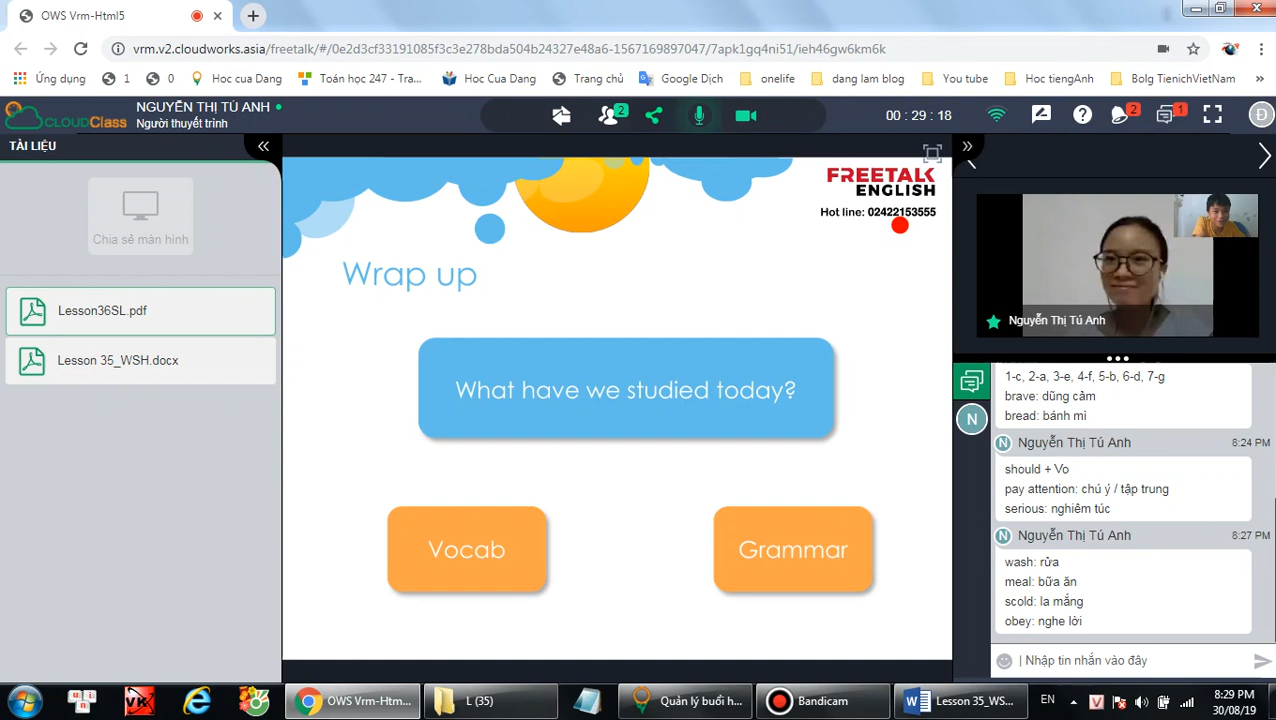 OWS Vrm-Html5
vrm.v2.cloudworks.asia/freetalk/#/0e2d3cf33191085f3c3e278bda504b24327e48a6-1567169897047/7apk1gq4ni51/ieh46gw6km6k
Ứng dụng 1 0 Hoc cua Dang Toán học 247 - Tra... Học Cua Dang Trang chủ Google Dịch onelife dang lam blog You tube Học tiengAnh Bolg TienichVietNam »
CLOUDClass
NGUYỄN THỊ TÚ ANH
Người thuyết trình
2
00 : 29 : 18
2
1
Đ
TÀI LIỆU
Chia sẻ màn hình
Lesson36SL.pdf
Lesson 35_WSH.docx
FREETALK
ENGLISH
Hot line: 02422153555
Wrap up
What have we studied today?
Vocab
Grammar
Nguyễn Thị Tú Anh
N
1-c, 2-a, 3-e, 4-f, 5-b, 6-d, 7-g
brave: dũng cảm
bread: bánh mì
N Nguyễn Thị Tú Anh 8:24 PM
should + Vo
pay attention: chú ý / tập trung
serious: nghiêm túc
N Nguyễn Thị Tú Anh 8:27 PM
wash: rửa
meal: bữa ăn
scold: la mắng
obey: nghe lời
Nhập tin nhắn vào đây
OWS Vrm-Htm...
L (35)
Quản lý buổi h...
Bandicam
Lesson 35_WS...
EN
8:29 PM
30/08/19